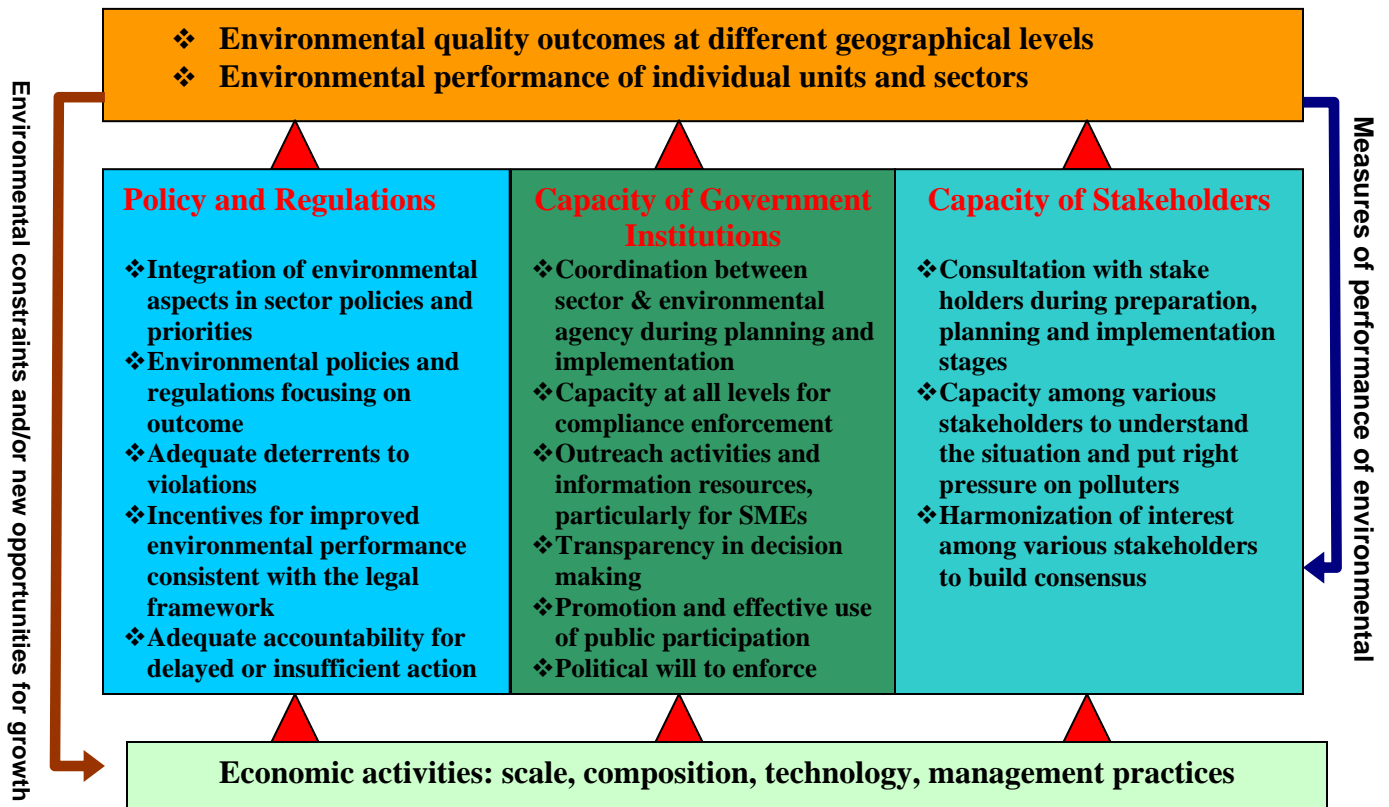 ❖ Environmental quality outcomes at different geographical levels
❖ Environmental performance of individual units and sectors
Environmental constraints and/or new opportunities for growth
Policy and Regulations
❖Integration of environmental
aspects in sector policies and
priorities
❖Environmental policies and
regulations focusing on
outcome
❖Adequate deterrents to
violations
❖Incentives for improved
environmental performance
consistent with the legal
framework
❖Adequate accountability for
delayed or insufficient action
Capacity of Government
Institutions
❖Coordination between
sector & environmental
agency during planning and
implementation
❖Capacity at all levels for
compliance enforcement
❖Outreach activities and
information resources,
particularly for SMEs
❖Transparency in decision
making
❖Promotion and effective use
of public participation
❖Political will to enforce
Capacity of Stakeholders
❖Consultation with stake
holders during preparation,
planning and implementation
stages
❖Capacity among various
stakeholders to understand
the situation and put right
pressure on polluters
❖Harmonization of interest
among various stakeholders
to build consensus
Measures of performance of environmental
Economic activities: scale, composition, technology, management practices